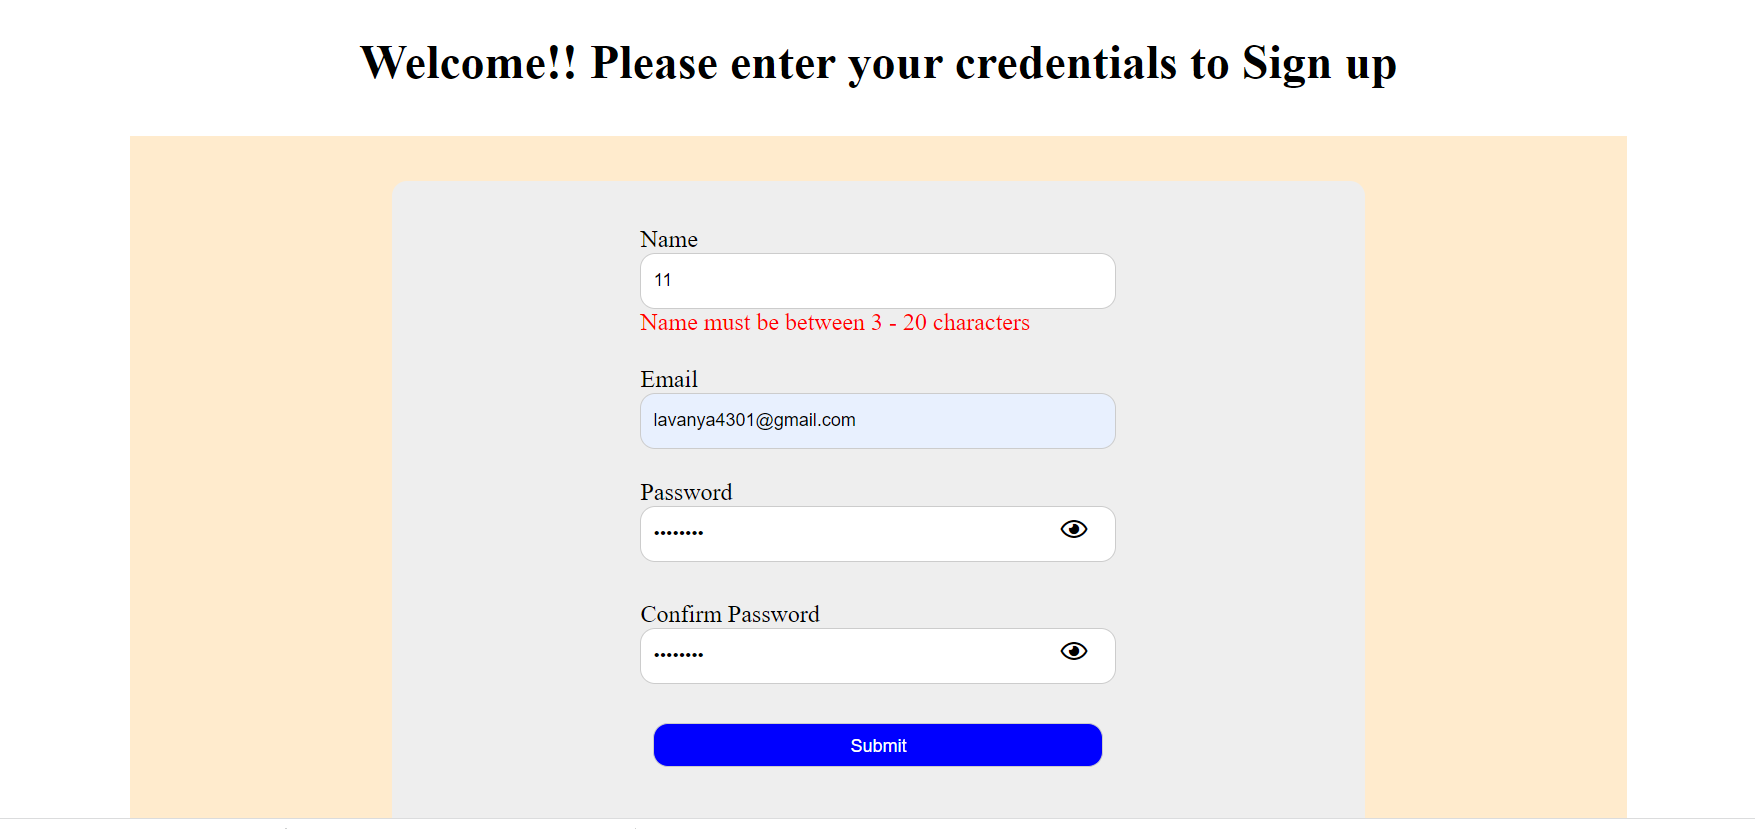 Welcome!! Please enter your credentials to Sign up
Name
11
Name must be between 3 - 20 characters
Email
lavanya4301@gmail.com
Password
••••••••
Confirm Password
••••••••
Submit